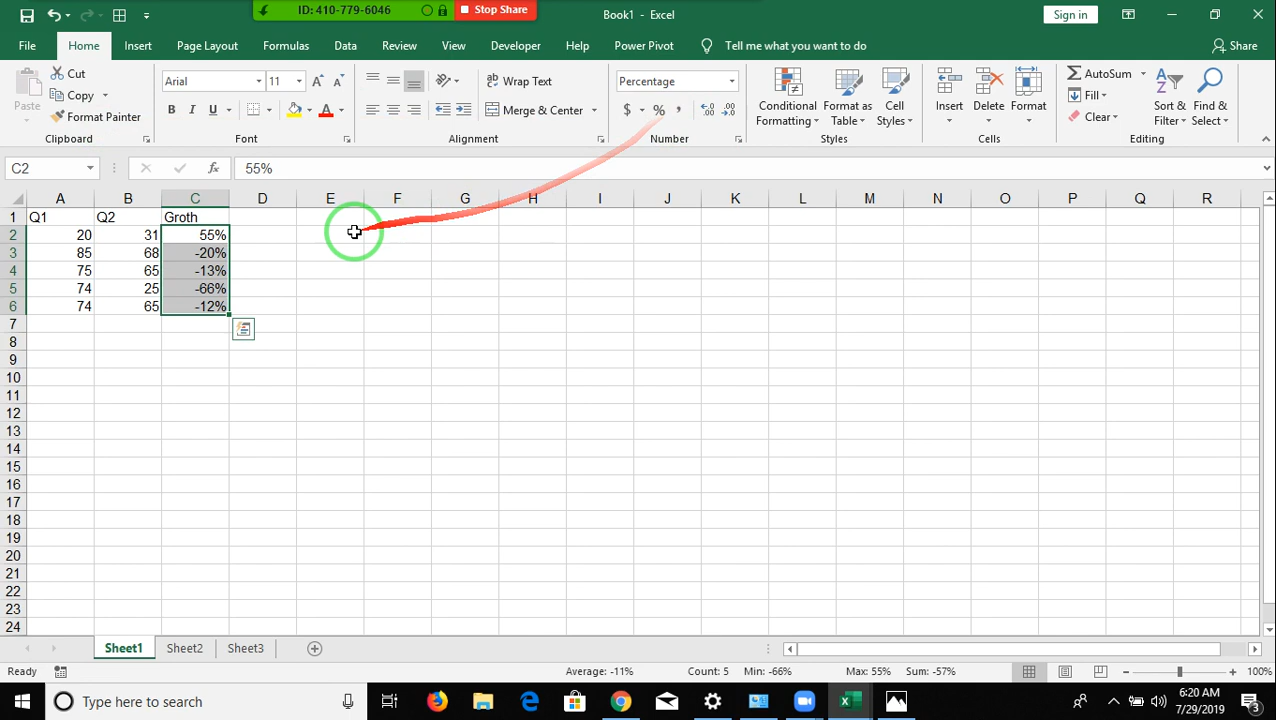 ID: 410-779-6046
Stop Share
Book1 - Excel
Sign in
File Home Insert Page Layout Formulas Data Review View Developer Help Power Pivot Tell me what you want to do Share
Cut
Copy
Format Painter
Paste
Clipboard
Arial 11
B I U
Font
Wrap Text
Merge & Center
Alignment
Percentage
$ % ,
Number
Conditional Formatting
Format as Table
Cell Styles
Styles
Insert Delete Format
Cells
AutoSum
Fill
Clear
Sort & Filter
Find & Select
Editing
C2 fx 55%
A B C D E F G H I J K L M N O P Q R
1 Q1 Q2 Groth
2 20 31 55%
3 85 68 -20%
4 75 65 -13%
5 74 25 -66%
6 74 65 -12%
7
8
9
10
11
12
13
14
15
16
17
18
19
20
21
22
23
24
Sheet1 Sheet2 Sheet3
Ready Average: -11% Count: 5 Min: -66% Max: 55% Sum: -57% 100%
Type here to search
6:20 AM
7/29/2019
3